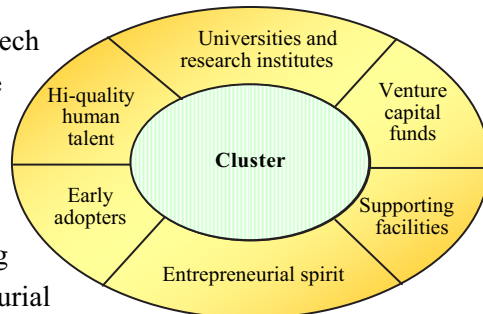 ech
Universities and
research institutes
Hi-quality
human
talent
Venture
capital
funds
Cluster
Early
adopters
Supporting
facilities
Entrepreneurial spirit
g
urial